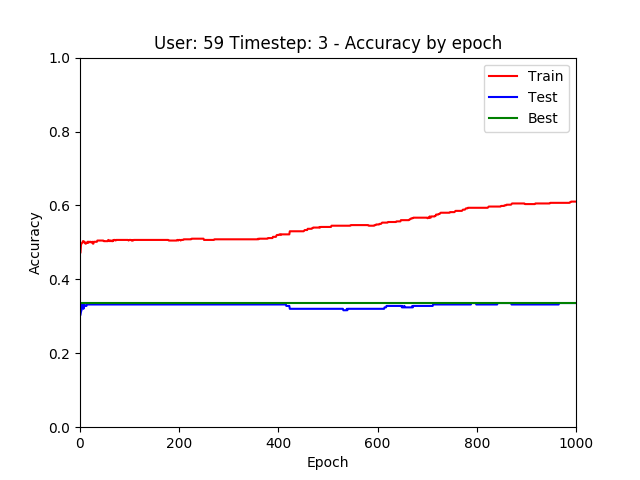 User: 59 Timestep: 3 - Accuracy by epoch
1.0
0.8
0.6
0.4
0.2
0.0
Accuracy
Train
Test
Best
0 200 400 600 800 1000
Epoch